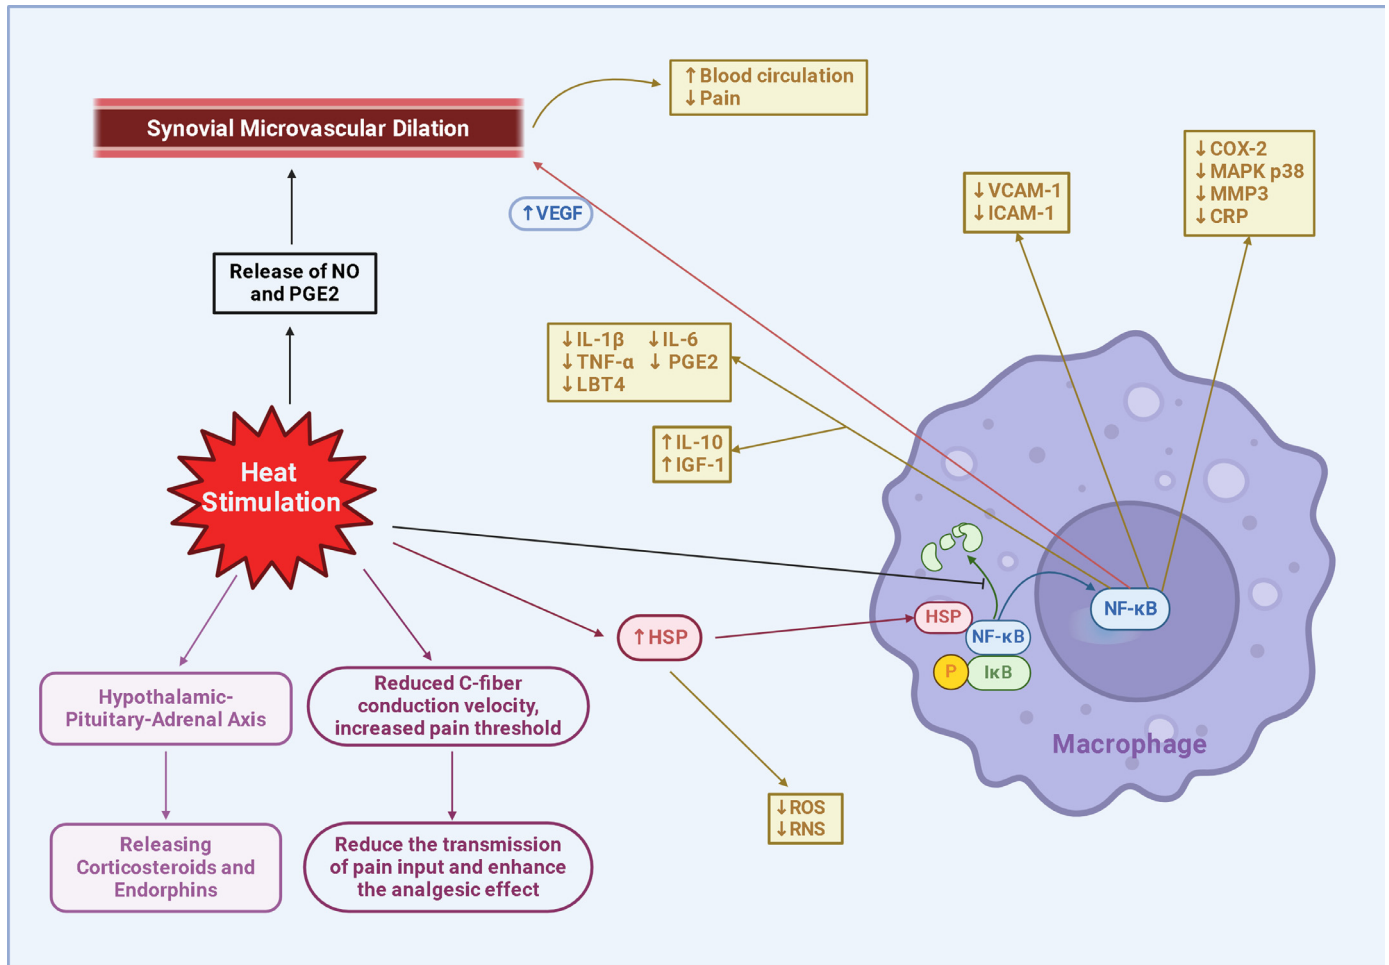 ↑Blood circulation
↓Pain
Synovial Microvascular Dilation
↓COX-2
↓MAPK p38
↓MMP3
↓CRP
↓VCAM-1
↓ICAM-1
↑VEGF
Release of NO
and PGE2
↓IL-1β ↓IL-6
↓TNF-α ↓ PGE2
↓LBT4
↑IL-10
↑IGF-1
Heat
Stimulation
HSP
NF-κB
NF-κB
P
IκB
↑HSP
Macrophage
Hypothalamic-
Pituitary-Adrenal Axis
Reduced C-fiber
conduction velocity,
increased pain threshold
↓ROS
↓RNS
Releasing
Corticosteroids and
Endorphins
Reduce the transmission
of pain input and enhance
the analgesic effect